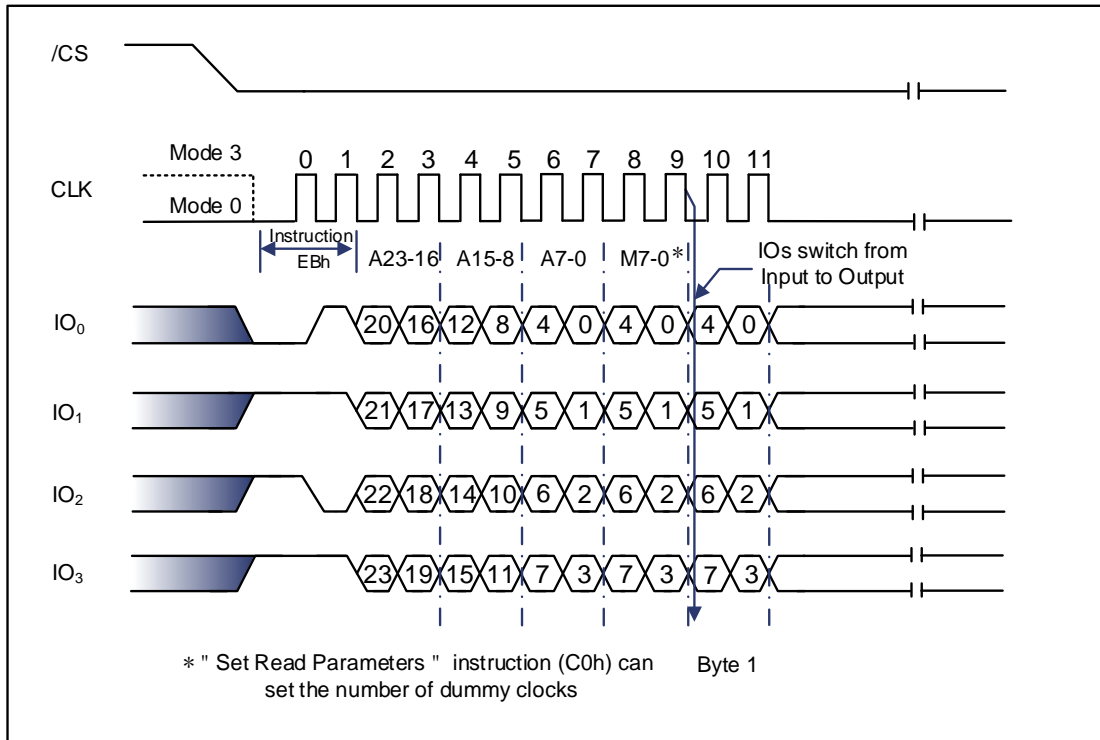 /CS
Mode 3
0 1 2 3 4 5 6 7 8 9 10 11
CLK
Mode 0
Instruction
EBh
A23-16 A15-8 A7-0 M7-0*
IOs switch from
Input to Output
IO0 20 16 12 8 4 0 4 0 4 0
IO1 21 17 13 9 5 1 5 1 5 1
IO2 22 18 14 10 6 2 6 2 6 2
IO3 23 19 15 11 7 3 7 3 7 3
* " Set Read Parameters " instruction (C0h) can
set the number of dummy clocks
Byte 1